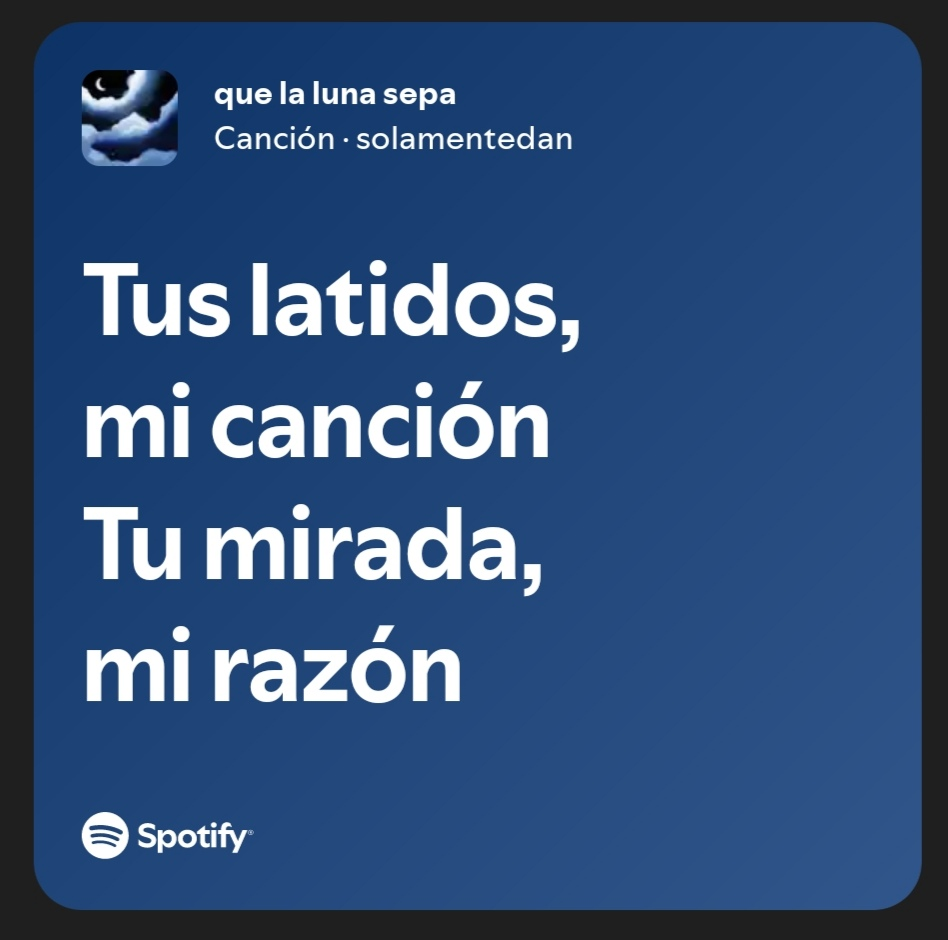 que la luna sepa
Canción · solamentedan
Tus latidos,
mi canción
Tu mirada,
mi razón
Spotify®